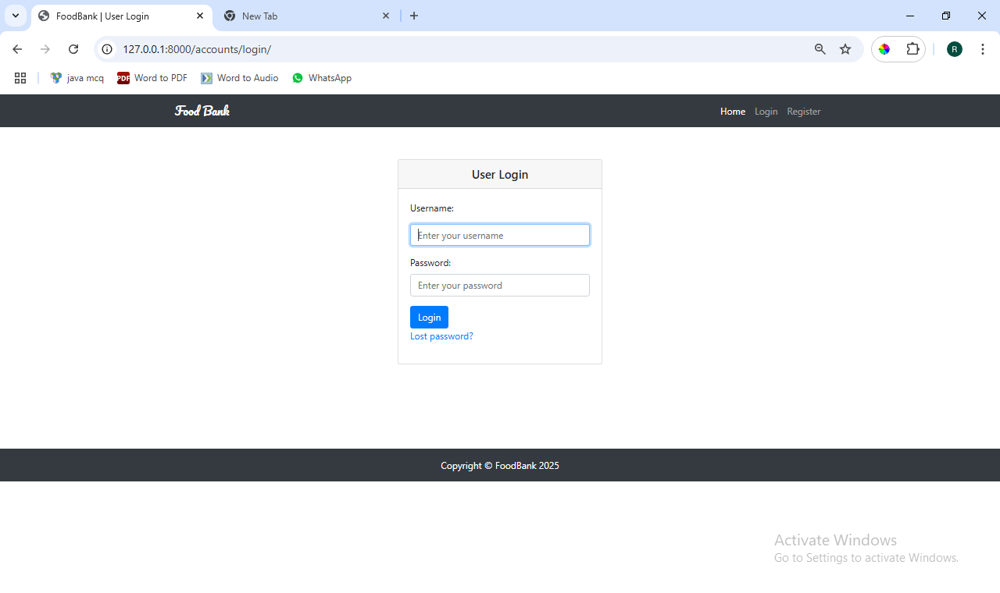 FoodBank | User Login
New Tab
127.0.0.1:8000/accounts/login/
R
java mcq
PDF
Word to PDF
Word to Audio
WhatsApp
Food Bank
Home
Login
Register
User Login
Username:
Enter your username
Password:
Enter your password
Login
Lost password?
Copyright © FoodBank 2025
Activate Windows
Go to Settings to activate Windows.